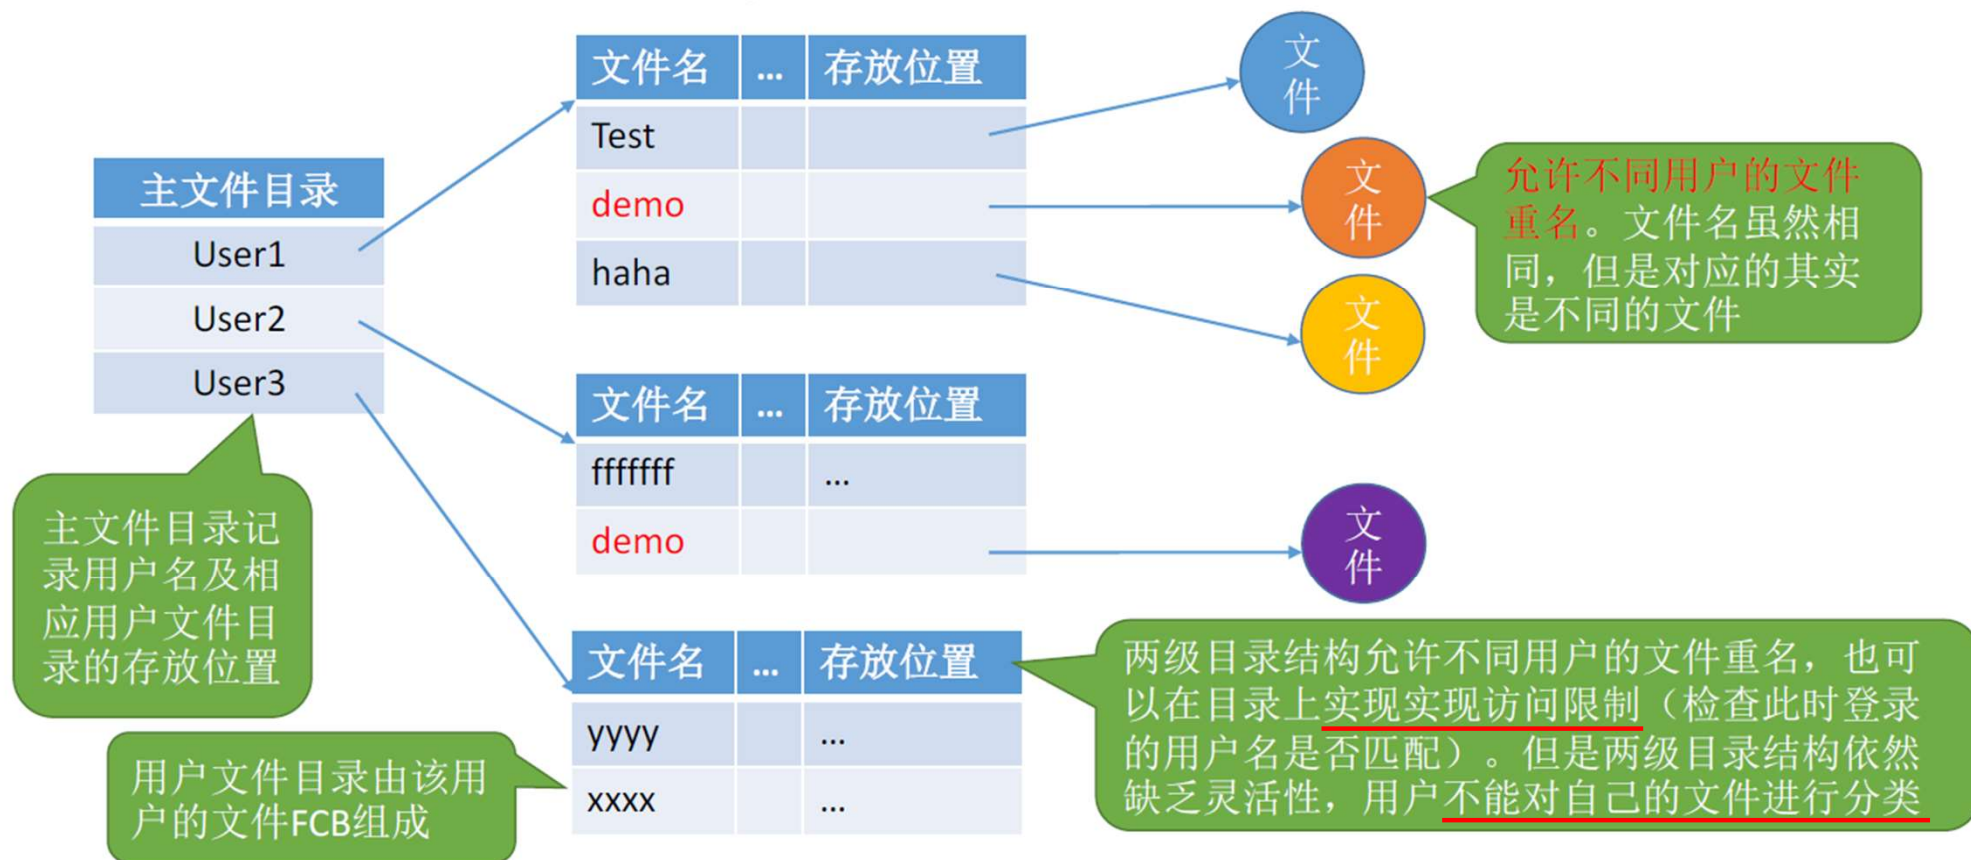 主文件目录
User1
User2
User3
主文件目录记
录用户名及相
应用户文件目
录的存放位置
文件名 ... 存放位置
Test
demo
haha
文件
文件
文件
允许不同用户的文件
重名。文件名虽然相
同，但是对应的其实
是不同的文件
文件名 ... 存放位置
fffffff ...
demo
文件
文件名 ... 存放位置
yyyy ...
xxxx ...
用户文件目录由该用
户的文件FCB组成
两级目录结构允许不同用户的文件重名，也可
以在目录上实现实现访问限制（检查此时登录
的用户名是否匹配）。但是两级目录结构依然
缺乏灵活性，用户不能对自己的文件进行分类